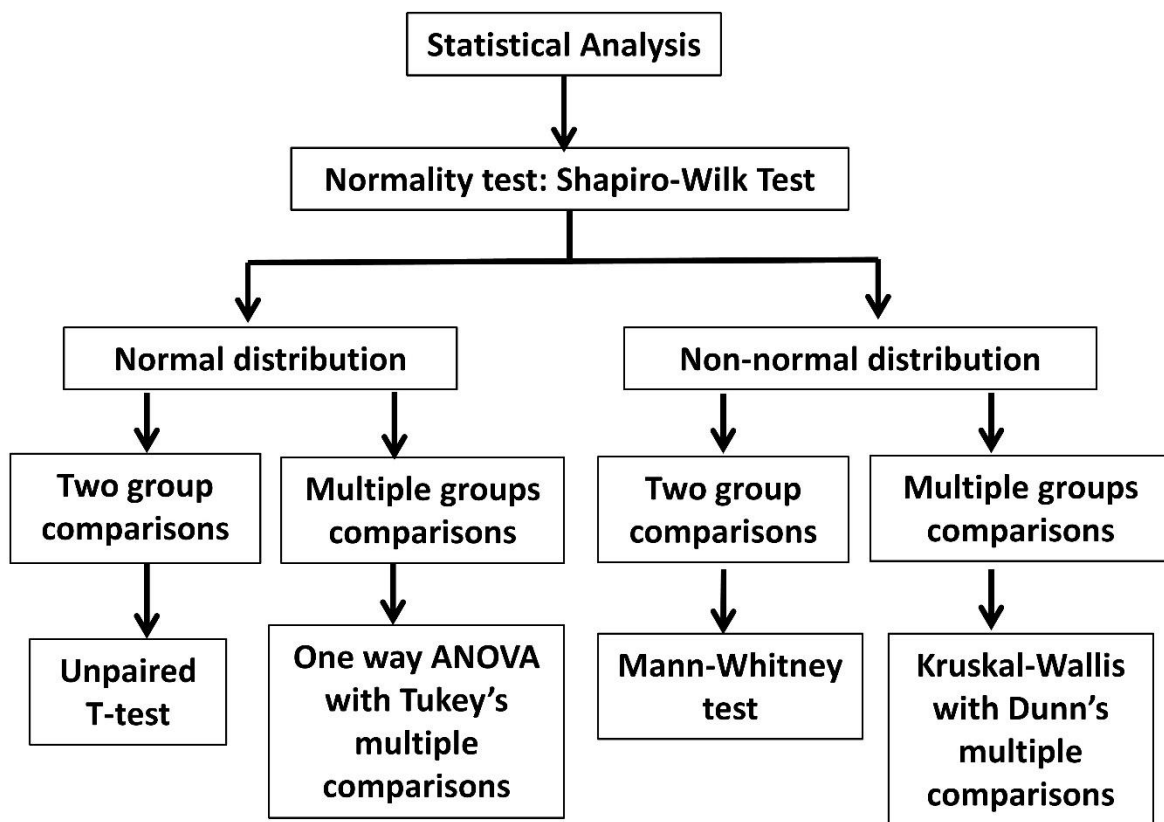 Statistical Analysis
Normality test: Shapiro-Wilk Test
Normal distribution
Non-normal distribution
Two group
comparisons
Multiple groups
comparisons
Two group
comparisons
Multiple groups
comparisons
Unpaired
T-test
One way ANOVA
with Tukey’s
multiple
comparisons
Mann-Whitney
test
Kruskal-Wallis
with Dunn’s
multiple
comparisons